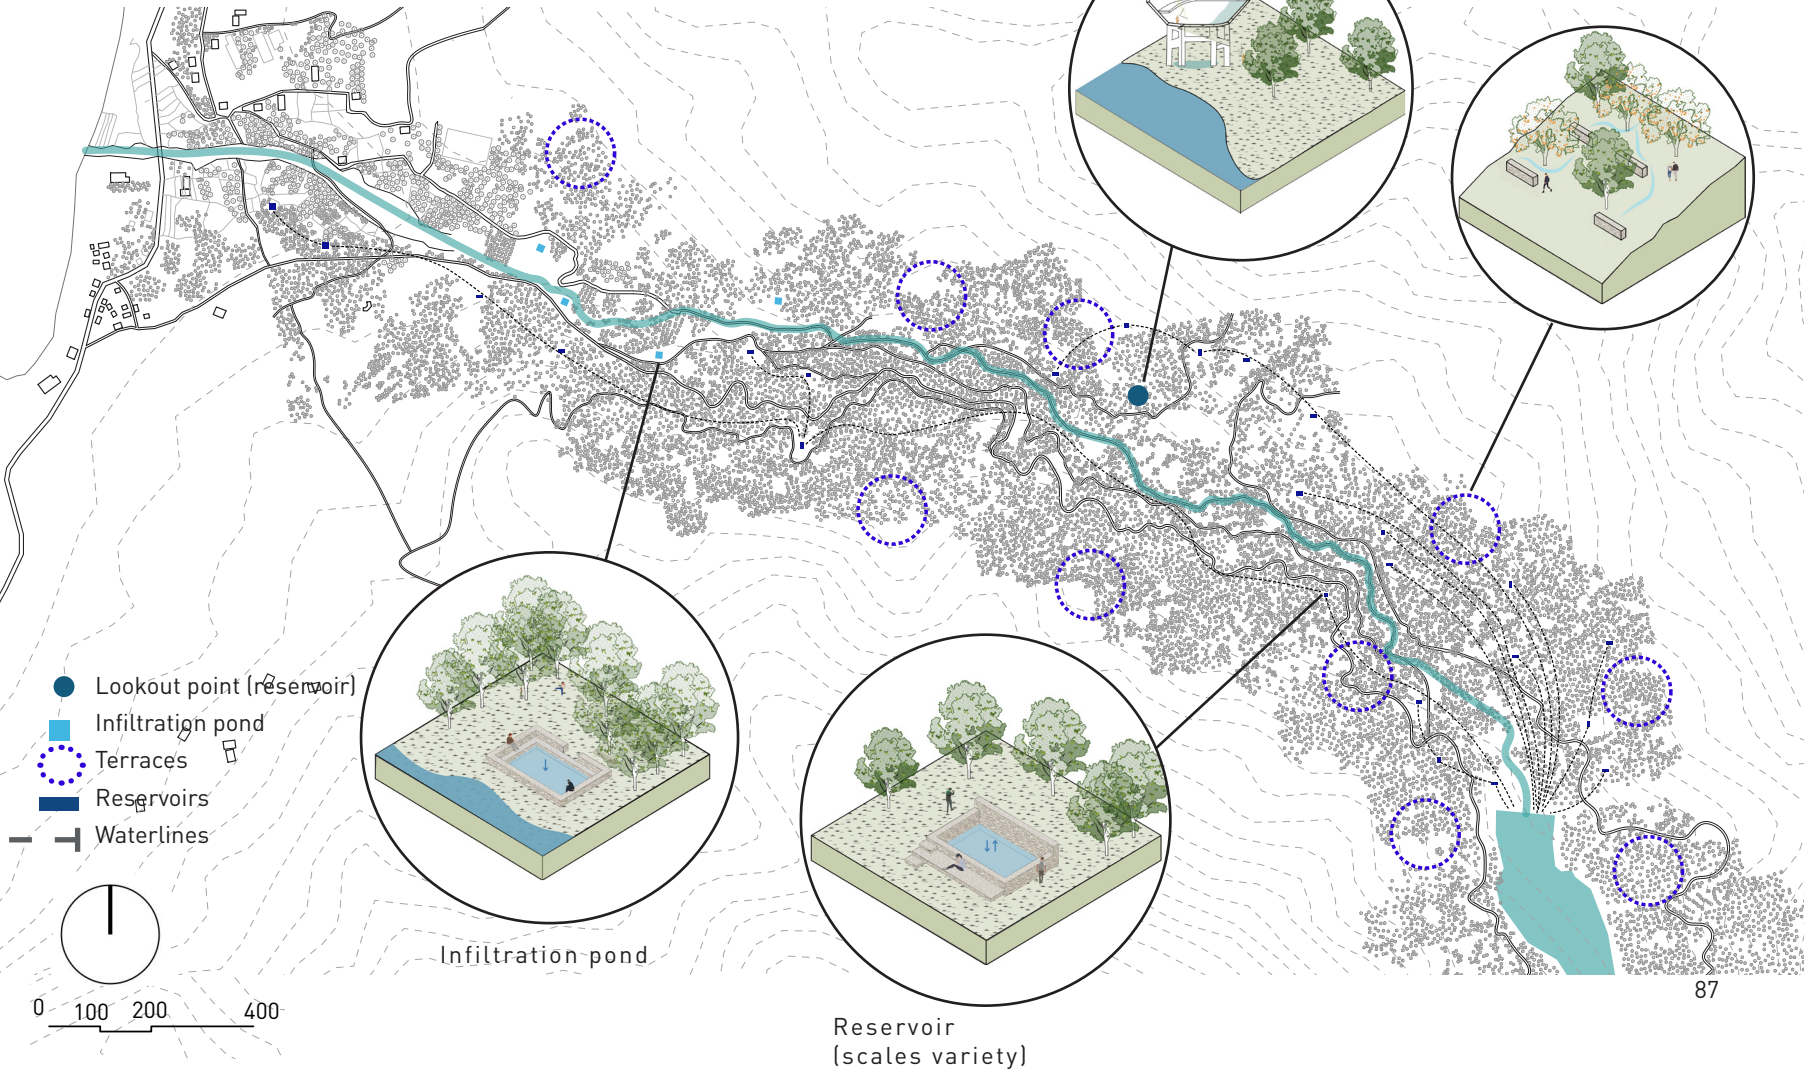 Lookout point (reservoir)
Infiltration pond
Terraces
Reservoirs
Waterlines
0 100 200 400
Infiltration pond
Reservoir
(scales variety)
87